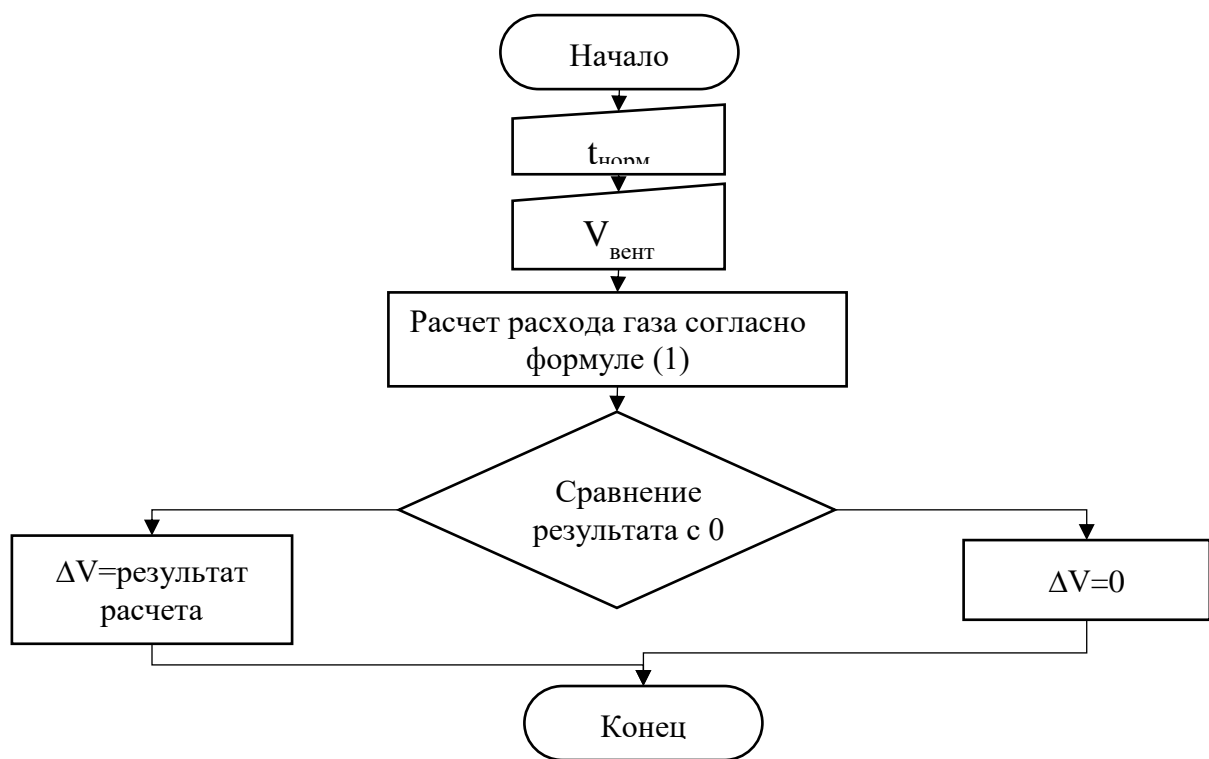 Начало
tнорм
Vвент
Расчет расхода газа согласно
формуле (1)
Сравнение
результата с 0
ΔV=результат
расчета
ΔV=0
Конец